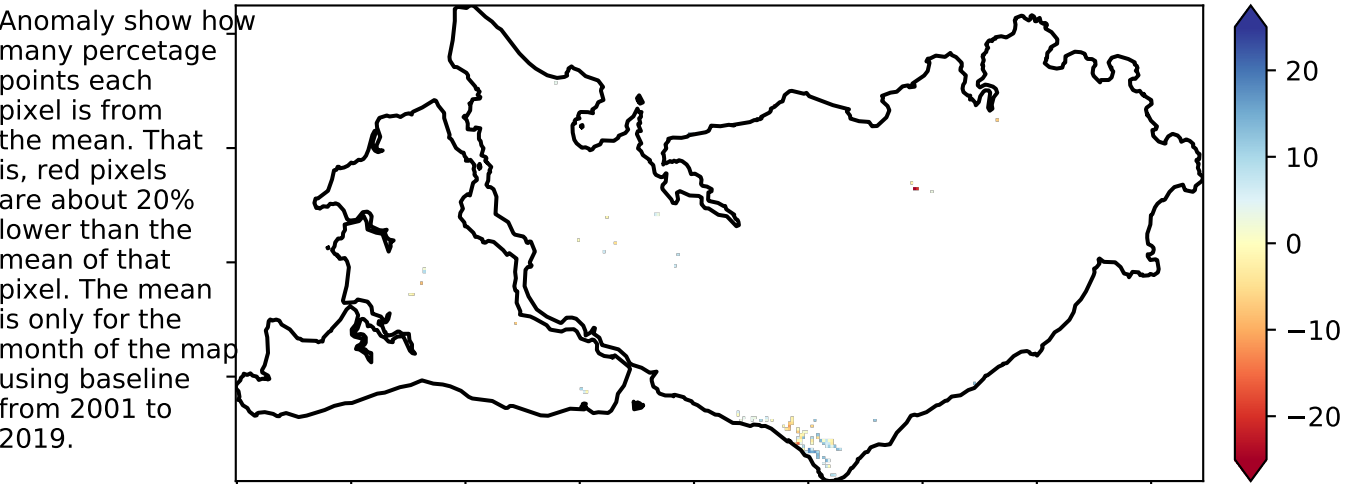 Anomaly show how
many percetage
points each
pixel is from
the mean. That
is, red pixels
are about 20%
lower than the
mean of that
pixel. The mean
is only for the
month of the map
using baseline
from 2001 to
2019.
20
10
0
−10
−20